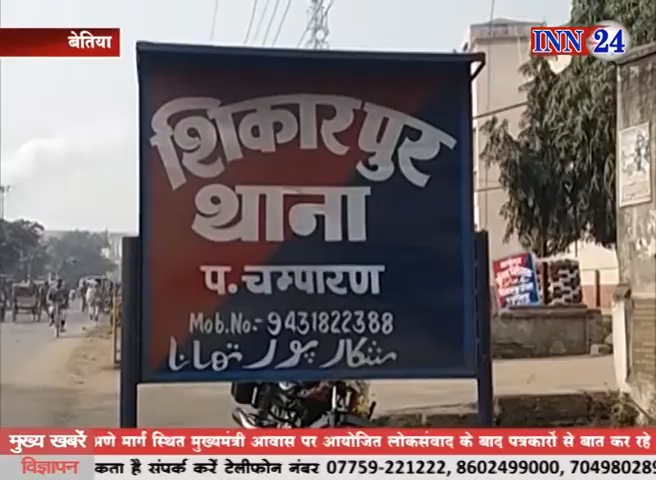 बेतिया
INN 24
शिकारपुर
थाना
प. चम्पारण
Mob.No:- 9431822388
شکار پور تھانا
मुख्य खबरें
प्रणे मार्ग स्थित मुख्यमंत्री आवास पर आयोजित लोकसंवाद के बाद पत्रकारों से बात कर रहे
विज्ञापन
कता है संपर्क करें टेलीफोन नंबर 07759-221222, 8602499000, 704980289